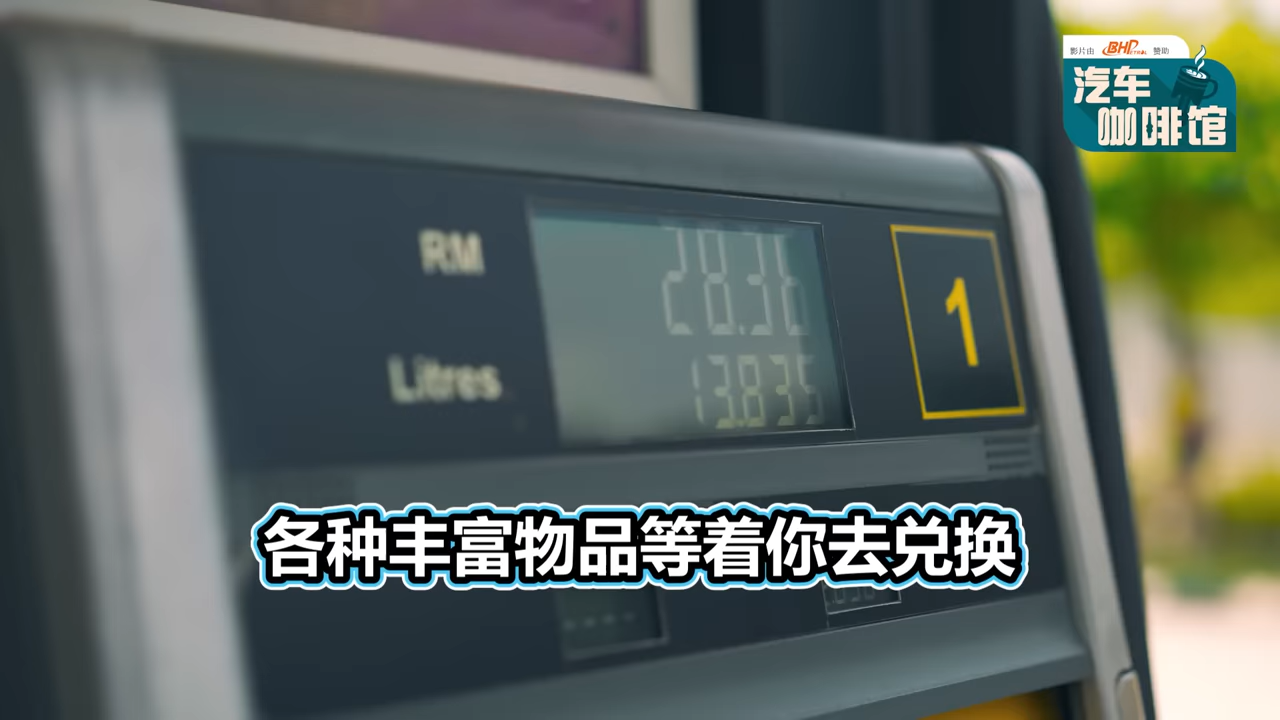 影片由 BHPetrol 赞助
汽车
咖啡馆
RM 28.36
1
Litres 13.835
各种丰富物品等着你去兑换